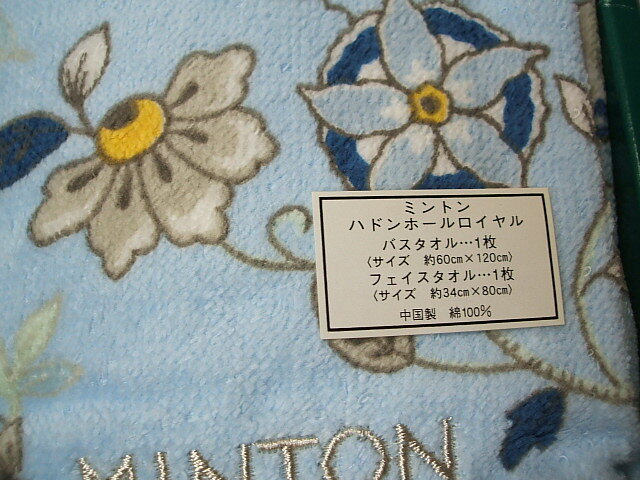 ミントン
ハドンホールロイヤル
バスタオル…1枚
〈サイズ 約60㎝×120㎝〉
フェイスタオル…1枚
〈サイズ 約34㎝×80㎝〉
中国製 綿100%
MINTON